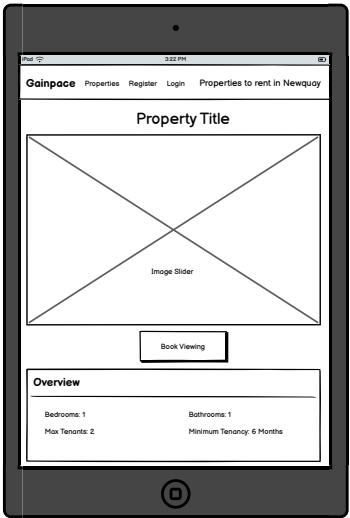 iPad 3:22 PM
Gainpace Properties Register Login Properties to rent in Newquay
Property Title
Image Slider
Book Viewing
Overview
Bedrooms: 1 Bathrooms: 1
Max Tenants: 2 Minimum Tenancy: 6 Months